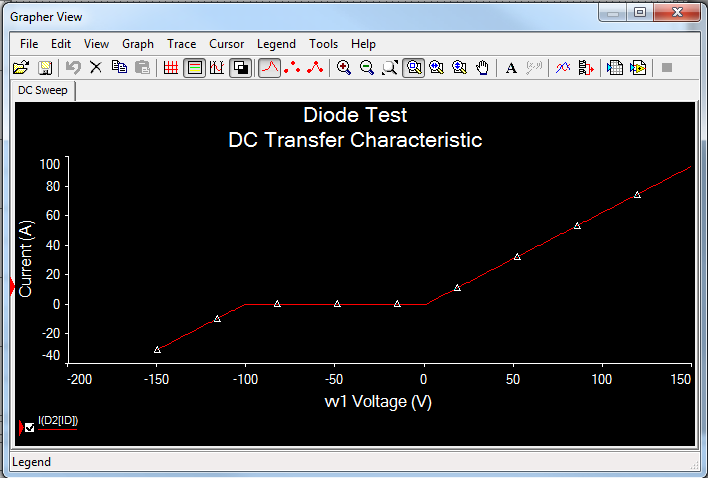 Grapher View
File Edit View Graph Trace Cursor Legend Tools Help
A
DC Sweep
Diode Test
DC Transfer Characteristic
Current (A)
100
80
60
40
20
0
-20
-40
-200 -150 -100 -50 0 50 100 150
vv1 Voltage (V)
I(D2[ID])
Legend